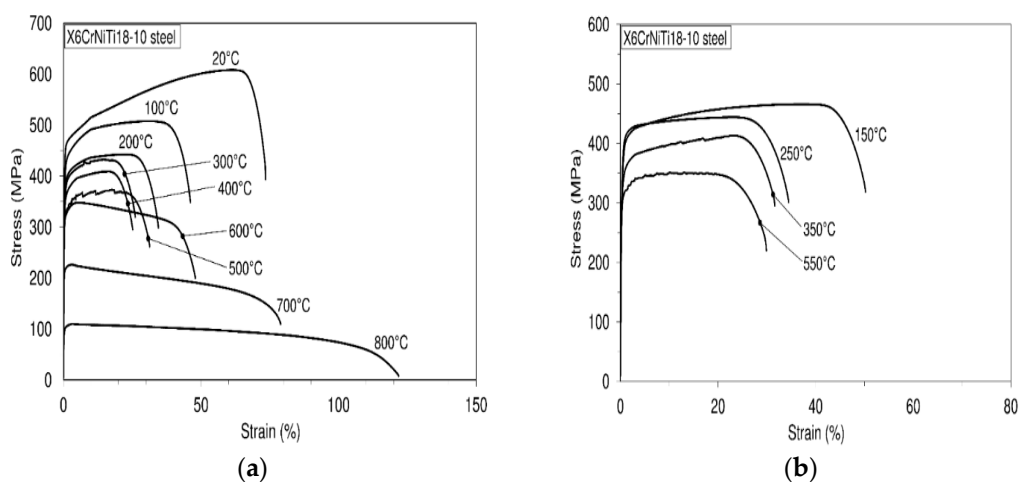 X6CrNiTi18-10 steel
700
600
500
400
300
200
100
0
Stress (MPa)
20°C
100°C
200°C
300°C
400°C
600°C
500°C
700°C
800°C
0
50
100
150
Strain (%)
(a)
X6CrNiTi18-10 steel
600
500
400
300
200
100
0
Stress (MPa)
150°C
250°C
350°C
550°C
0
20
40
60
80
Strain (%)
(b)